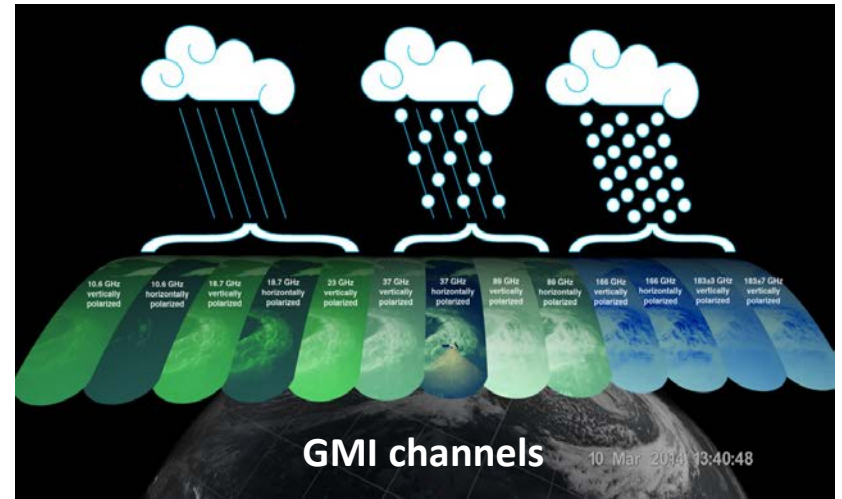 10.6 GHz
vertically
polarized
10.6 GHz
horizontally
polarized
18.7 GHz
vertically
polarized
18.7 GHz
horizontally
polarized
23 GHz
vertically
polarized
37 GHz
vertically
polarized
37 GHz
horizontally
polarized
89 GHz
vertically
polarized
89 GHz
horizontally
polarized
166 GHz
vertically
polarized
166 GHz
horizontally
polarized
183±3 GHz
vertically
polarized
183±7 GHz
vertically
polarized
GMI channels
10 Mar 2014 13:40:48